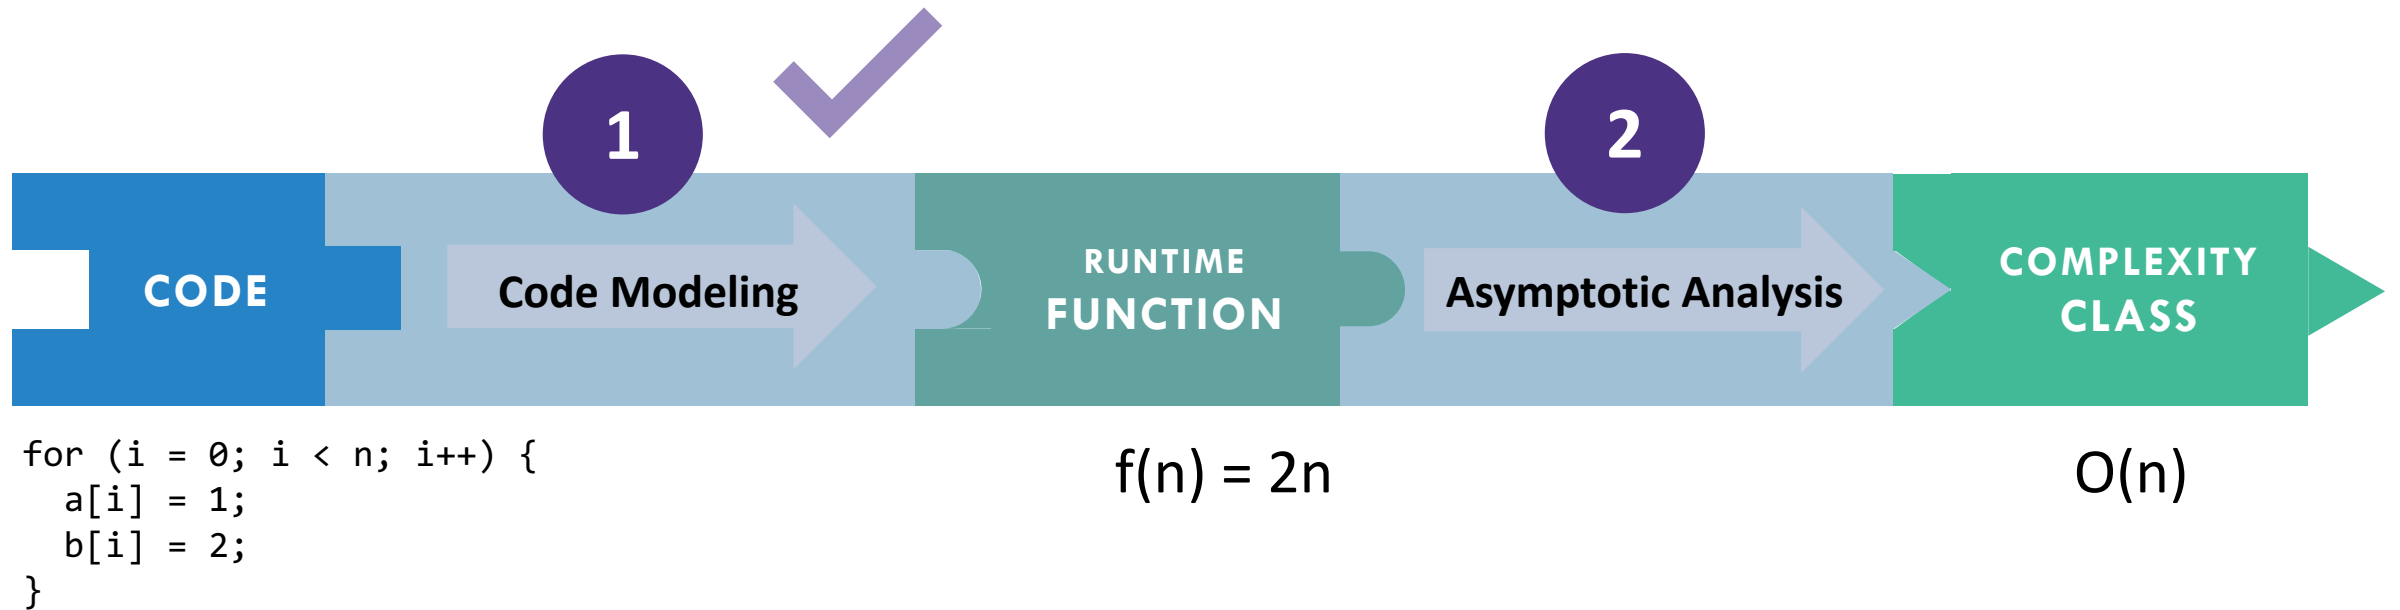 1
2
CODE
Code Modeling
RUNTIME
FUNCTION
Asymptotic Analysis
COMPLEXITY
CLASS
for (i = 0; i < n; i++) {
  a[i] = 1;
  b[i] = 2;
}
f(n) = 2n
O(n)